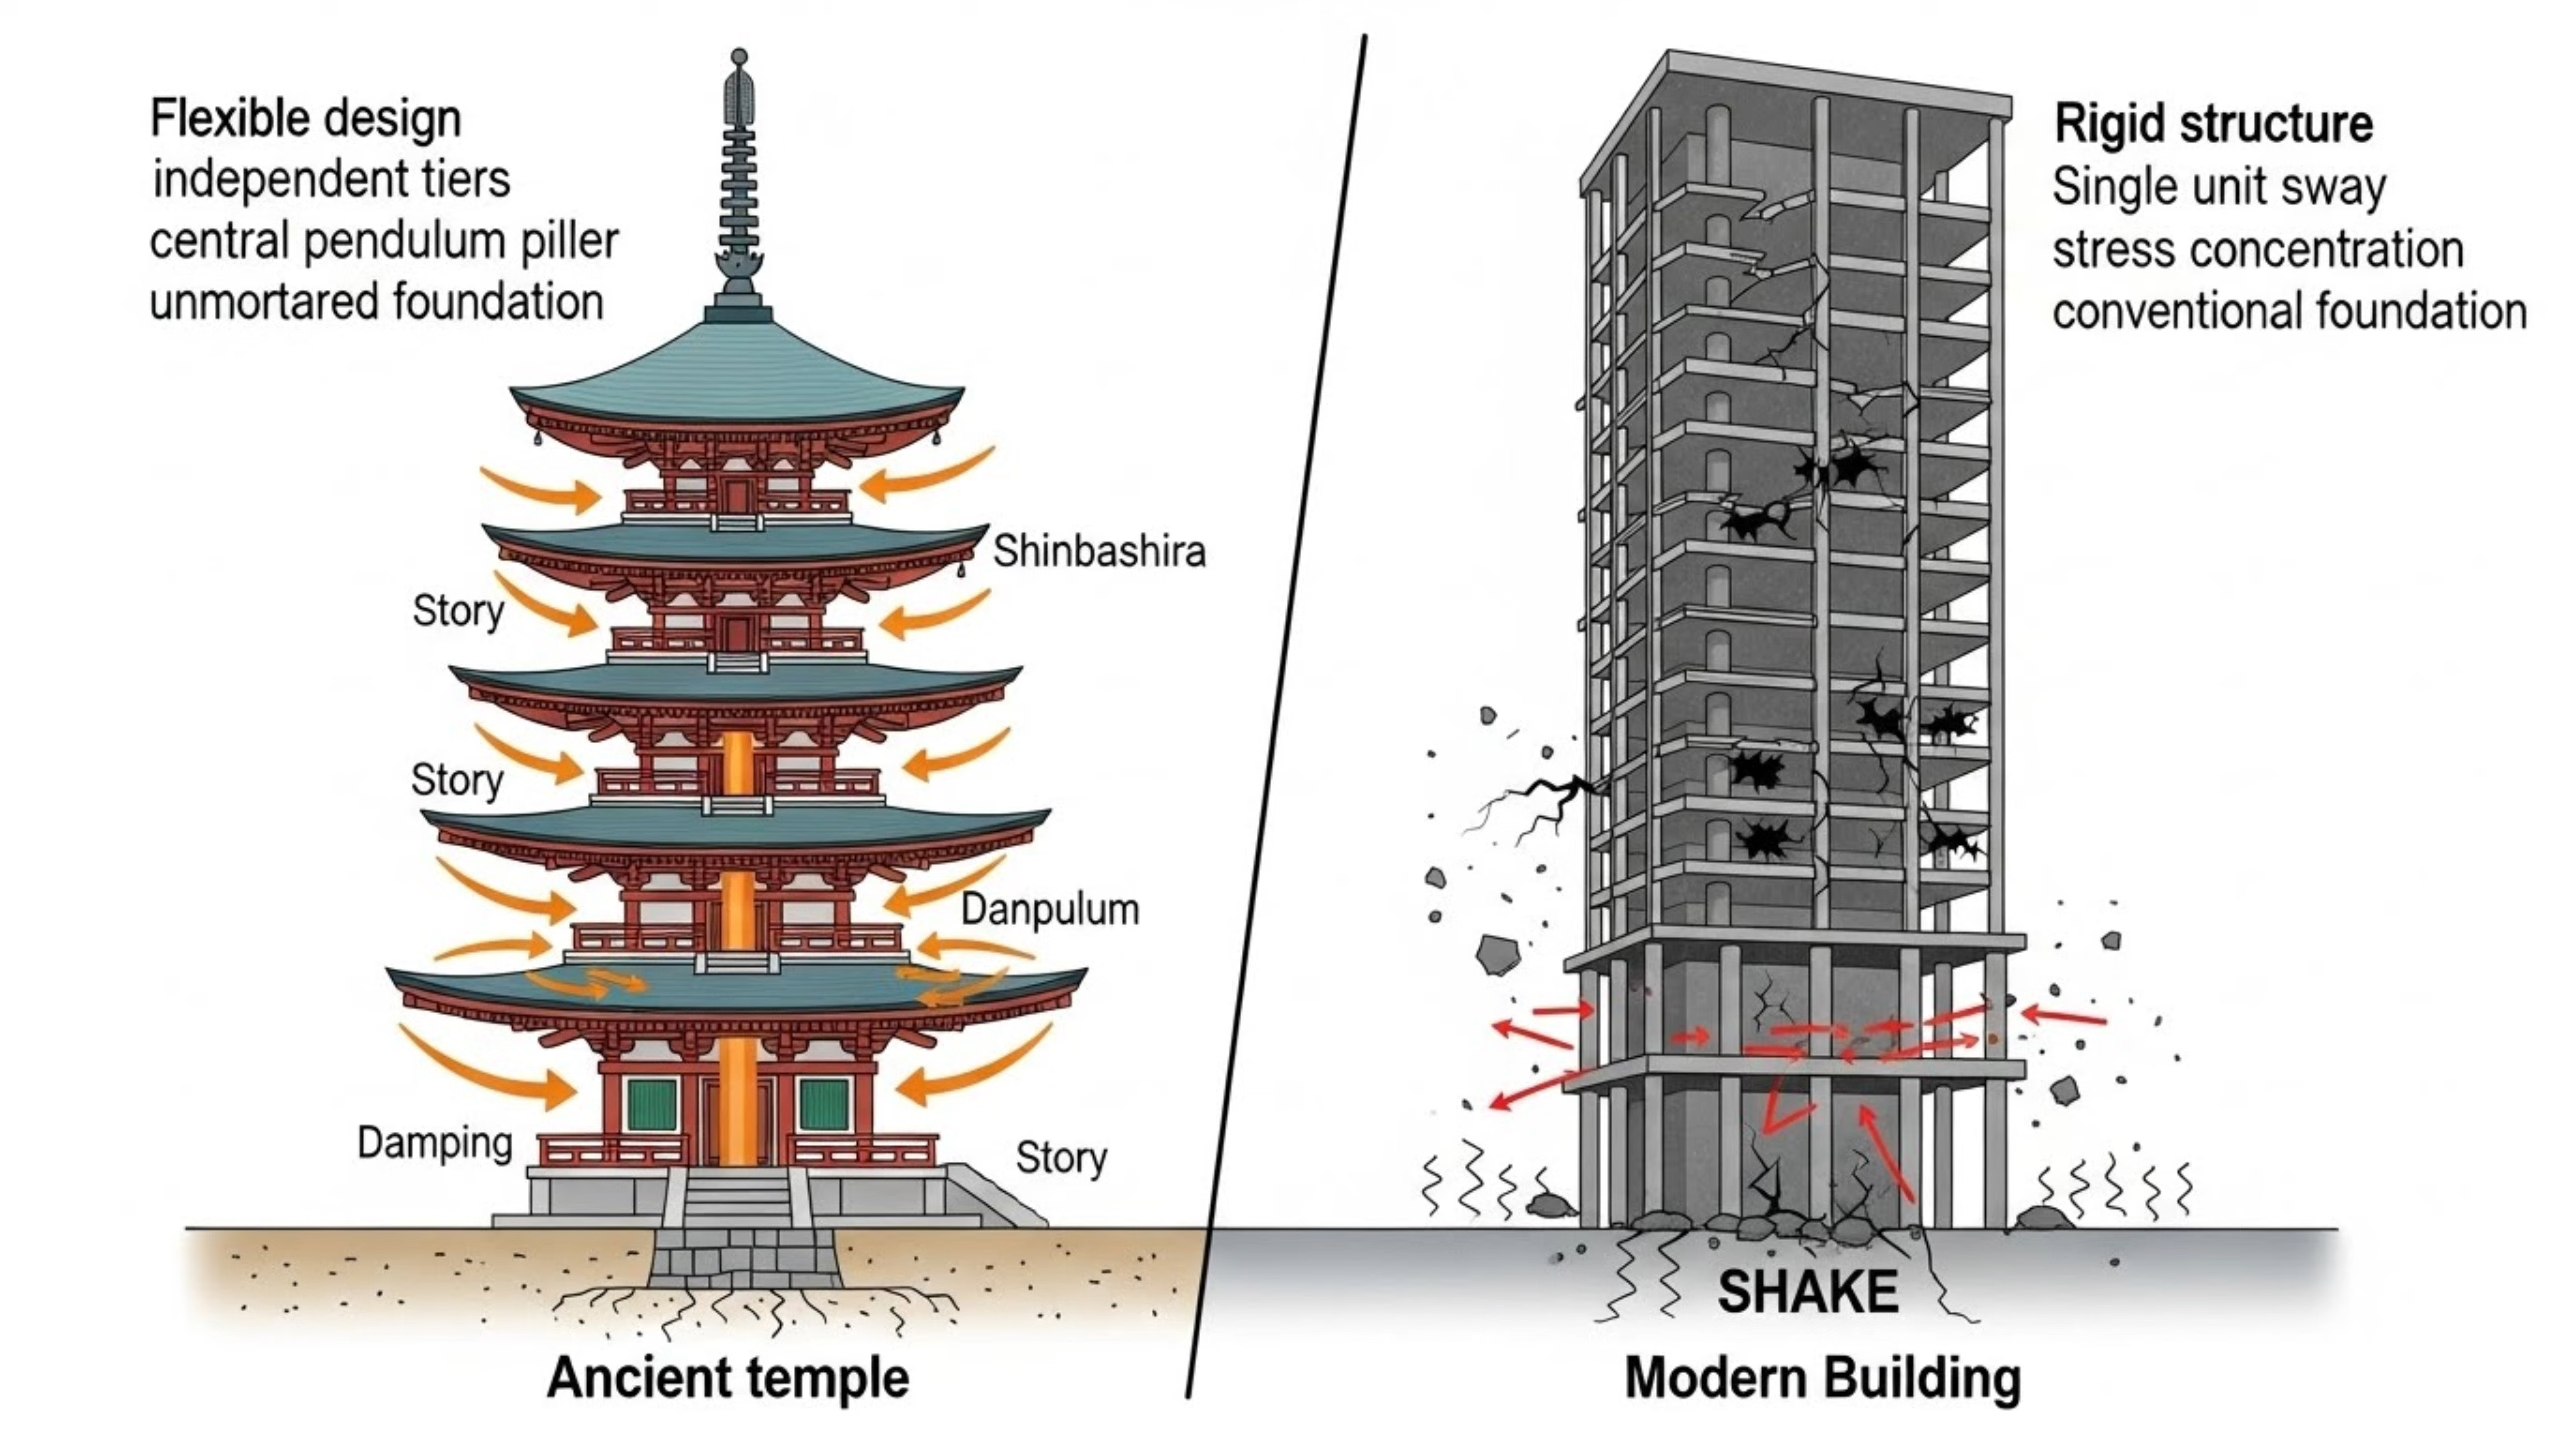 Flexible design
independent tiers
central pendulum piller
unmortared foundation
Shinbashira
Story
Story
Danpulum
Damping
Story
Ancient temple
Rigid structure
Single unit sway
stress concentration
conventional foundation
SHAKE
Modern Building